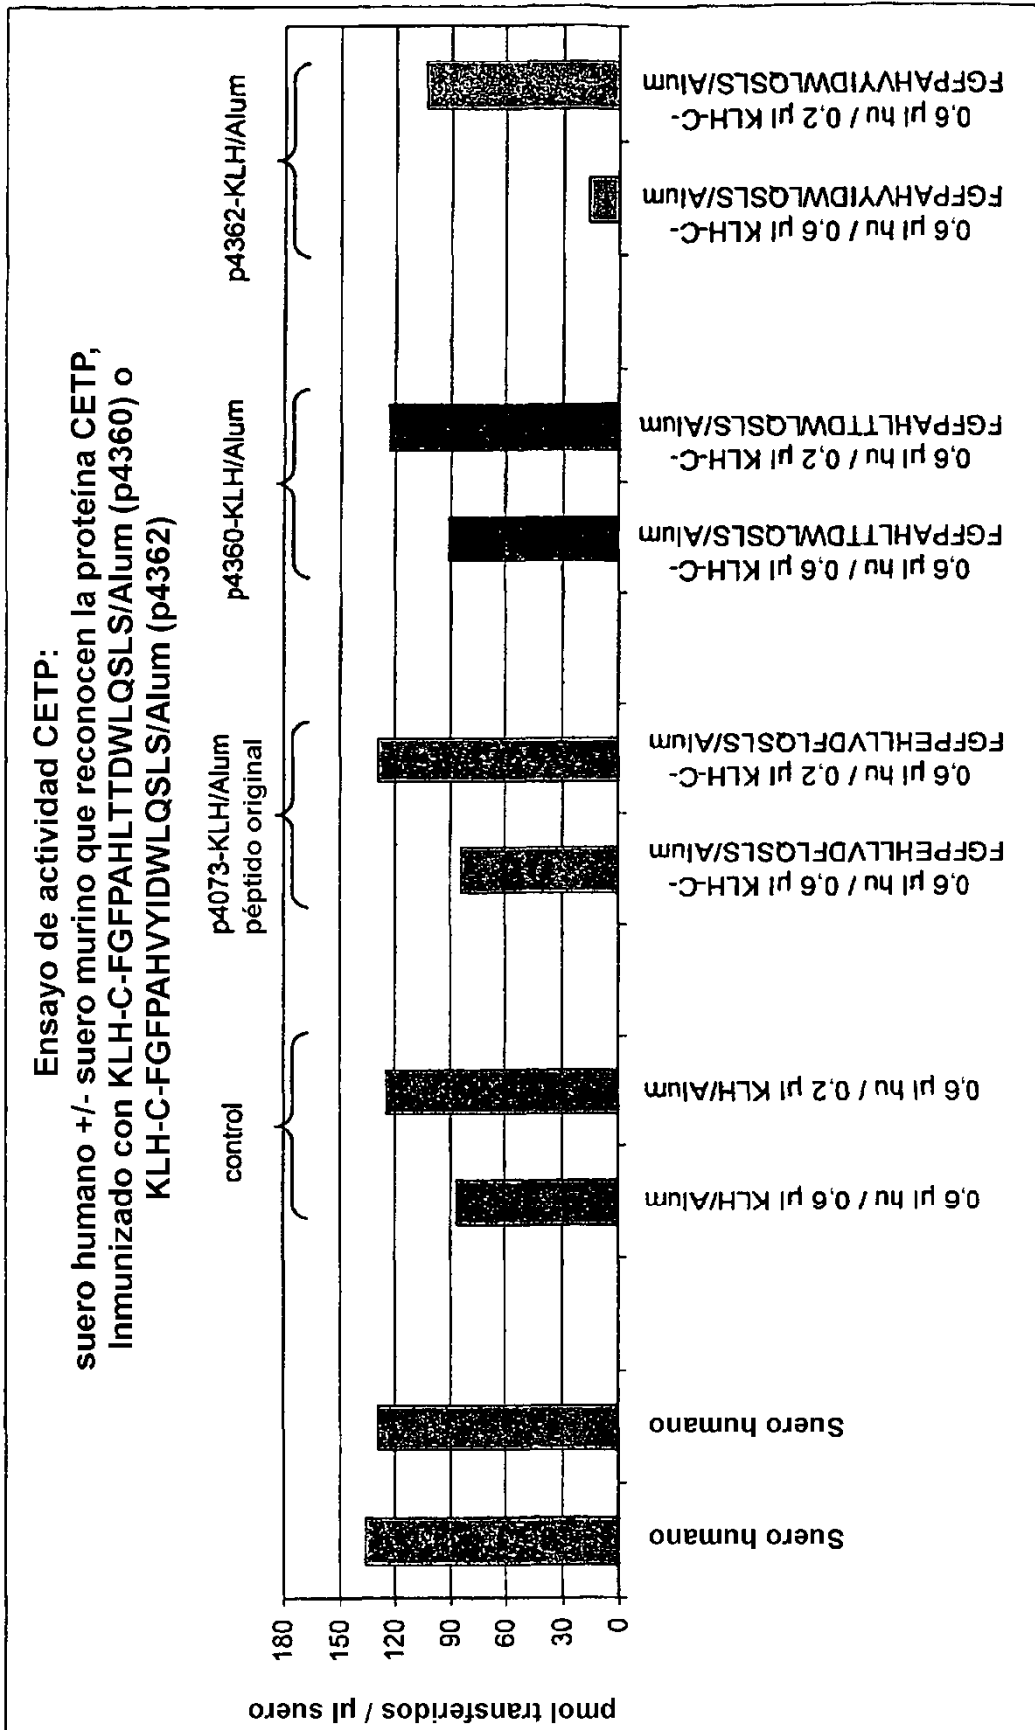 Ensayo de actividad CETP:
suero humano +/- suero murino que reconocen la proteína CETP,
Inmunizado con KLH-C-FGFPAHLTTDWLQSLS/Alum (p4360) o
KLH-C-FGFPAHVYIDWLQSLS/Alum (p4362)
control
p4073-KLH/Alum
péptido original
p4360-KLH/Alum
p4362-KLH/Alum
pmol transferidos / µl suero
180
150
120
90
60
30
0
Suero humano
Suero humano
0,6 µl hu / 0,6 µl KLH/Alum
0,6 µl hu / 0,2 µl KLH/Alum
0,6 µl hu / 0,6 µl KLH-C-
FGFPEHLLVDFLQSLS/Alum
0,6 µl hu / 0,2 µl KLH-C-
FGFPEHLLVDFLQSLS/Alum
0,6 µl hu / 0,6 µl KLH-C-
FGFPAHLTTDWLQSLS/Alum
0,6 µl hu / 0,2 µl KLH-C-
FGFPAHLTTDWLQSLS/Alum
0,6 µl hu / 0,6 µl KLH-C-
FGFPAHVYIDWLQSLS/Alum
0,6 µl hu / 0,2 µl KLH-C-
FGFPAHVYIDWLQSLS/Alum